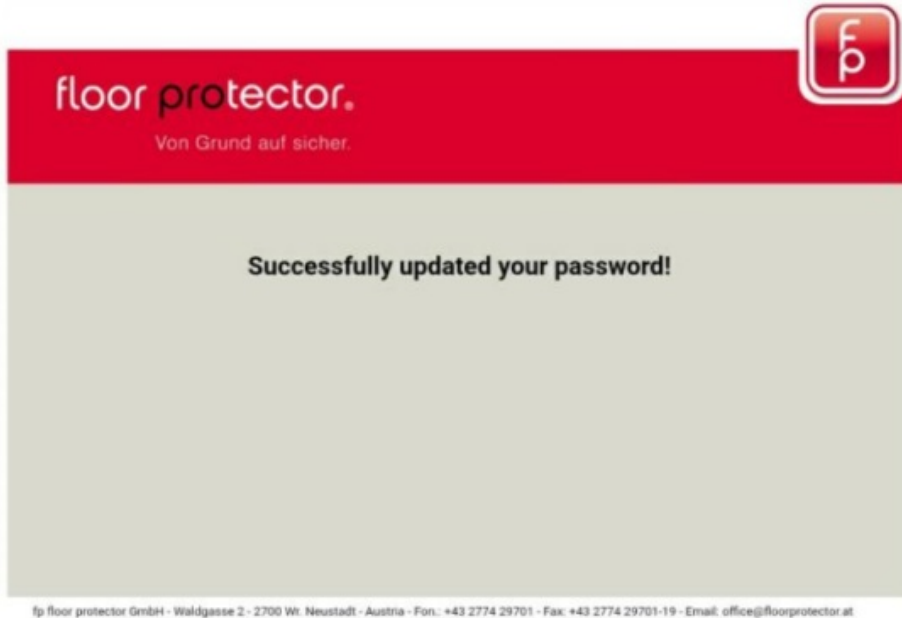 fp
floor protector.
Von Grund auf sicher.
Successfully updated your password!
fp floor protector GmbH - Waldgasse 2 - 2700 Wr. Neustadt - Austria - Fon.: +43 2774 29701 - Fax: +43 2774 29701-19 - Email: office@floorprotector.at